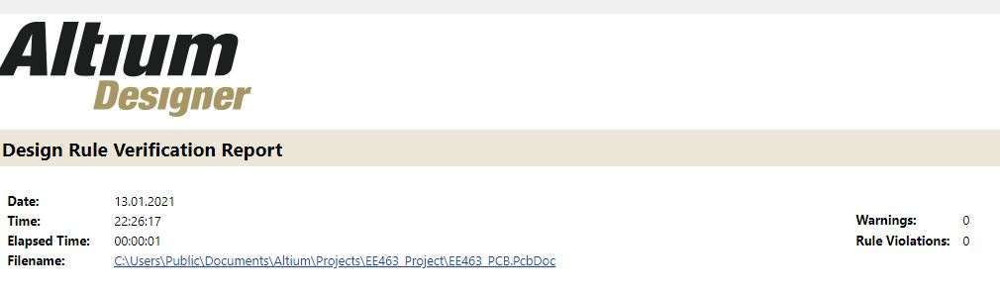 Altium
Designer
Design Rule Verification Report
Date: 13.01.2021
Time: 22:26:17
Elapsed Time: 00:00:01
Filename: C:\Users\Public\Documents\Altium\Projects\EE463_Project\EE463_PCB.PcbDoc
Warnings: 0
Rule Violations: 0